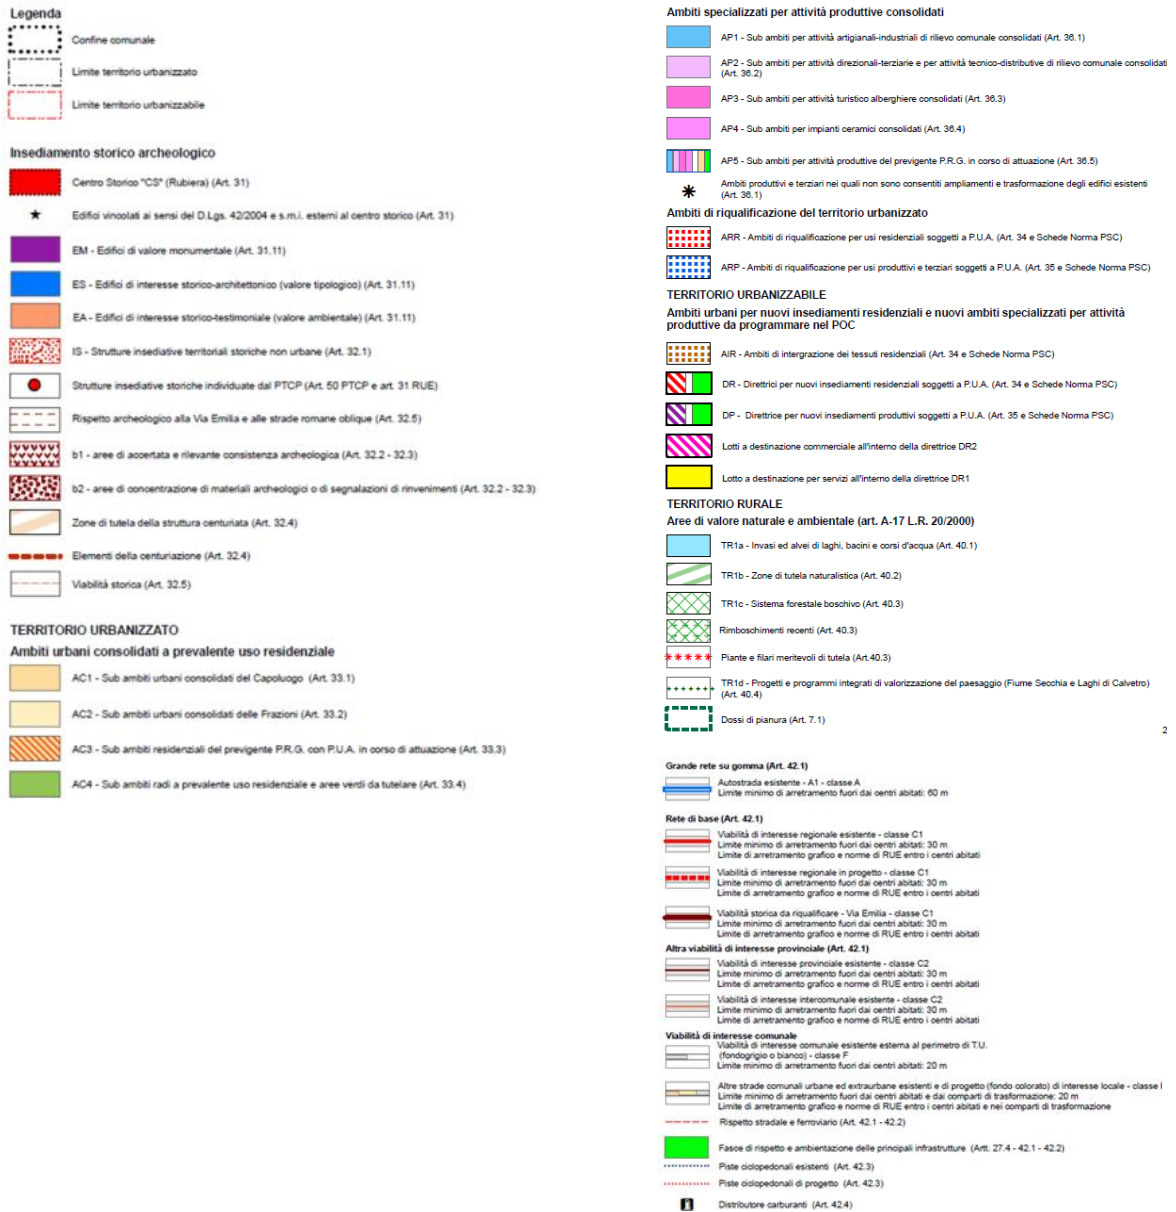 Legenda
Confine comunale
Limite territorio urbanizzato
Limite territorio urbanizzabile
Insediamento storico archeologico
Centro Storico "CS" (Rubiera) (Art. 31)
Edifici vincolati ai sensi del D.Lgs. 42/2004 e s.m.i. esterni al centro storico (Art. 31)
EM - Edifici di valore monumentale (Art. 31.11)
ES - Edifici di interesse storico-architettonico (valore tipologico) (Art. 31.11)
EA - Edifici di interesse storico-testimoniale (valore ambientale) (Art. 31.11)
IS - Strutture insediative territoriali storiche non urbane (Art. 32.1)
Strutture insediative storiche individuate dal PTCP (Art. 50 PTCP e art. 31 RUE)
Rispetto archeologico alla Via Emilia e alle strade romane oblique (Art. 32.5)
b1 - aree di accertata e rilevante consistenza archeologica (Art. 32.2 - 32.3)
b2 - aree di concentrazione di materiali archeologici o di segnalazioni di rinvenimenti (Art. 32.2 - 32.3)
Zone di tutela della struttura centuriata (Art. 32.4)
Elementi della centuriazione (Art. 32.4)
Viabilità storica (Art. 32.5)
TERRITORIO URBANIZZATO
Ambiti urbani consolidati a prevalente uso residenziale
AC1 - Sub ambiti urbani consolidati del Capoluogo (Art. 33.1)
AC2 - Sub ambiti urbani consolidati delle Frazioni (Art. 33.2)
AC3 - Sub ambiti residenziali del previgente P.R.G. con P.U.A. in corso di attuazione (Art. 33.3)
AC4 - Sub ambiti radi a prevalente uso residenziale e aree verdi da tutelare (Art. 33.4)
Ambiti specializzati per attività produttive consolidati
AP1 - Sub ambiti per attività artigianali-industriali di rilievo comunale consolidati (Art. 36.1)
AP2 - Sub ambiti per attività direzionali-terziarie e per attività tecnico-distributive di rilievo comunale consolidati
(Art. 36.2)
AP3 - Sub ambiti per attività turistico alberghiere consolidati (Art. 36.3)
AP4 - Sub ambiti per impianti ceramici consolidati (Art. 36.4)
AP5 - Sub ambiti per attività produttive del previgente P.R.G. in corso di attuazione (Art. 36.5)
Ambiti produttivi e terziari nei quali non sono consentiti ampliamenti e trasformazione degli edifici esistenti
(Art. 36.1)
Ambiti di riqualificazione del territorio urbanizzato
ARR - Ambiti di riqualificazione per usi residenziali soggetti a P.U.A. (Art. 34 e Schede Norma PSC)
ARP - Ambiti di riqualificazione per usi produttivi e terziari soggetti a P.U.A. (Art. 35 e Schede Norma PSC)
TERRITORIO URBANIZZABILE
Ambiti urbani per nuovi insediamenti residenziali e nuovi ambiti specializzati per attività
produttive da programmare nel POC
AIR - Ambiti di intergrazione dei tessuti residenziali (Art. 34 e Schede Norma PSC)
DR - Direttrici per nuovi insediamenti residenziali soggetti a P.U.A. (Art. 34 e Schede Norma PSC)
DP - Direttrice per nuovi insediamenti produttivi soggetti a P.U.A. (Art. 35 e Schede Norma PSC)
Lotti a destinazione commerciale all'interno della direttrice DR2
Lotto a destinazione per servizi all'interno della direttrice DR1
TERRITORIO RURALE
Aree di valore naturale e ambientale (art. A-17 L.R. 20/2000)
TR1a - Invasi ed alvei di laghi, bacini e corsi d'acqua (Art. 40.1)
TR1b - Zone di tutela naturalistica (Art. 40.2)
TR1c - Sistema forestale boschivo (Art. 40.3)
Rimboschimenti recenti (Art. 40.3)
Piante e filari meritevoli di tutela (Art.40.3)
TR1d - Progetti e programmi integrati di valorizzazione del paesaggio (Fiume Secchia e Laghi di Calvetro)
(Art. 40.4)
Dossi di pianura (Art. 7.1)
2
Grande rete su gomma (Art. 42.1)
Autostrada esistente - A1 - classe A
Limite minimo di arretramento fuori dai centri abitati: 60 m
Rete di base (Art. 42.1)
Viabilità di interesse regionale esistente - classe C1
Limite minimo di arretramento fuori dai centri abitati: 30 m
Limite di arretramento grafico e norme di RUE entro i centri abitati
Viabilità di interesse regionale in progetto - classe C1
Limite minimo di arretramento fuori dai centri abitati: 30 m
Limite di arretramento grafico e norme di RUE entro i centri abitati
Viabilità storica da riqualificare - Via Emilia - classe C1
Limite minimo di arretramento fuori dai centri abitati: 30 m
Limite di arretramento grafico e norme di RUE entro i centri abitati
Altra viabilità di interesse provinciale (Art. 42.1)
Viabilità di interesse provinciale esistente - classe C2
Limite minimo di arretramento fuori dai centri abitati: 30 m
Limite di arretramento grafico e norme di RUE entro i centri abitati
Viabilità di interesse intercomunale esistente - classe C2
Limite minimo di arretramento fuori dai centri abitati: 30 m
Limite di arretramento grafico e norme di RUE entro i centri abitati
Viabilità di interesse comunale
Viabilità di interesse comunale esistente esterna al perimetro di T.U.
(fondogrigio o bianco) - classe F
Limite minimo di arretramento fuori dai centri abitati: 20 m
Altre strade comunali urbane ed extraurbane esistenti e di progetto (fondo colorato) di interesse locale - classe
Limite minimo di arretramento fuori dai centri abitati e dai comparti di trasformazione: 20 m
Limite di arretramento grafico e norme di RUE entro i centri abitati e nei comparti di trasformazione
Rispetto stradale e ferroviario (Art. 42.1 - 42.2)
Fasce di rispetto e ambientazione delle principali infrastrutture (Artt. 27.4 - 42.1 - 42.2)
Piste ciclopedonali esistenti (Art. 42.3)
Piste ciclopedonali di progetto (Art. 42.3)
Distributore carburanti (Art. 42.4)